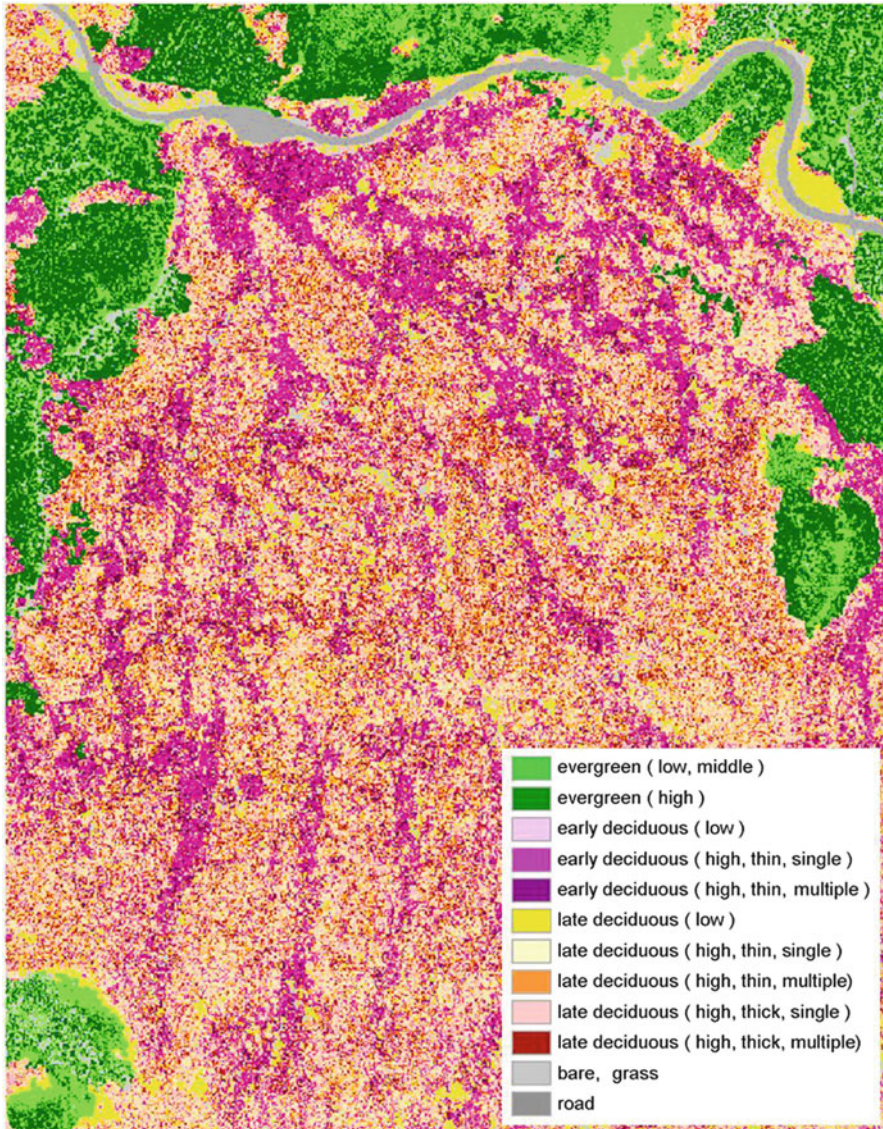 evergreen ( low, middle )
evergreen ( high )
early deciduous ( low )
early deciduous ( high, thin, single )
early deciduous ( high, thin, multiple )
late deciduous ( low )
late deciduous ( high, thin, single )
late deciduous ( high, thin, multiple)
late deciduous ( high, thick, single )
late deciduous ( high, thick, multiple)
bare, grass
road